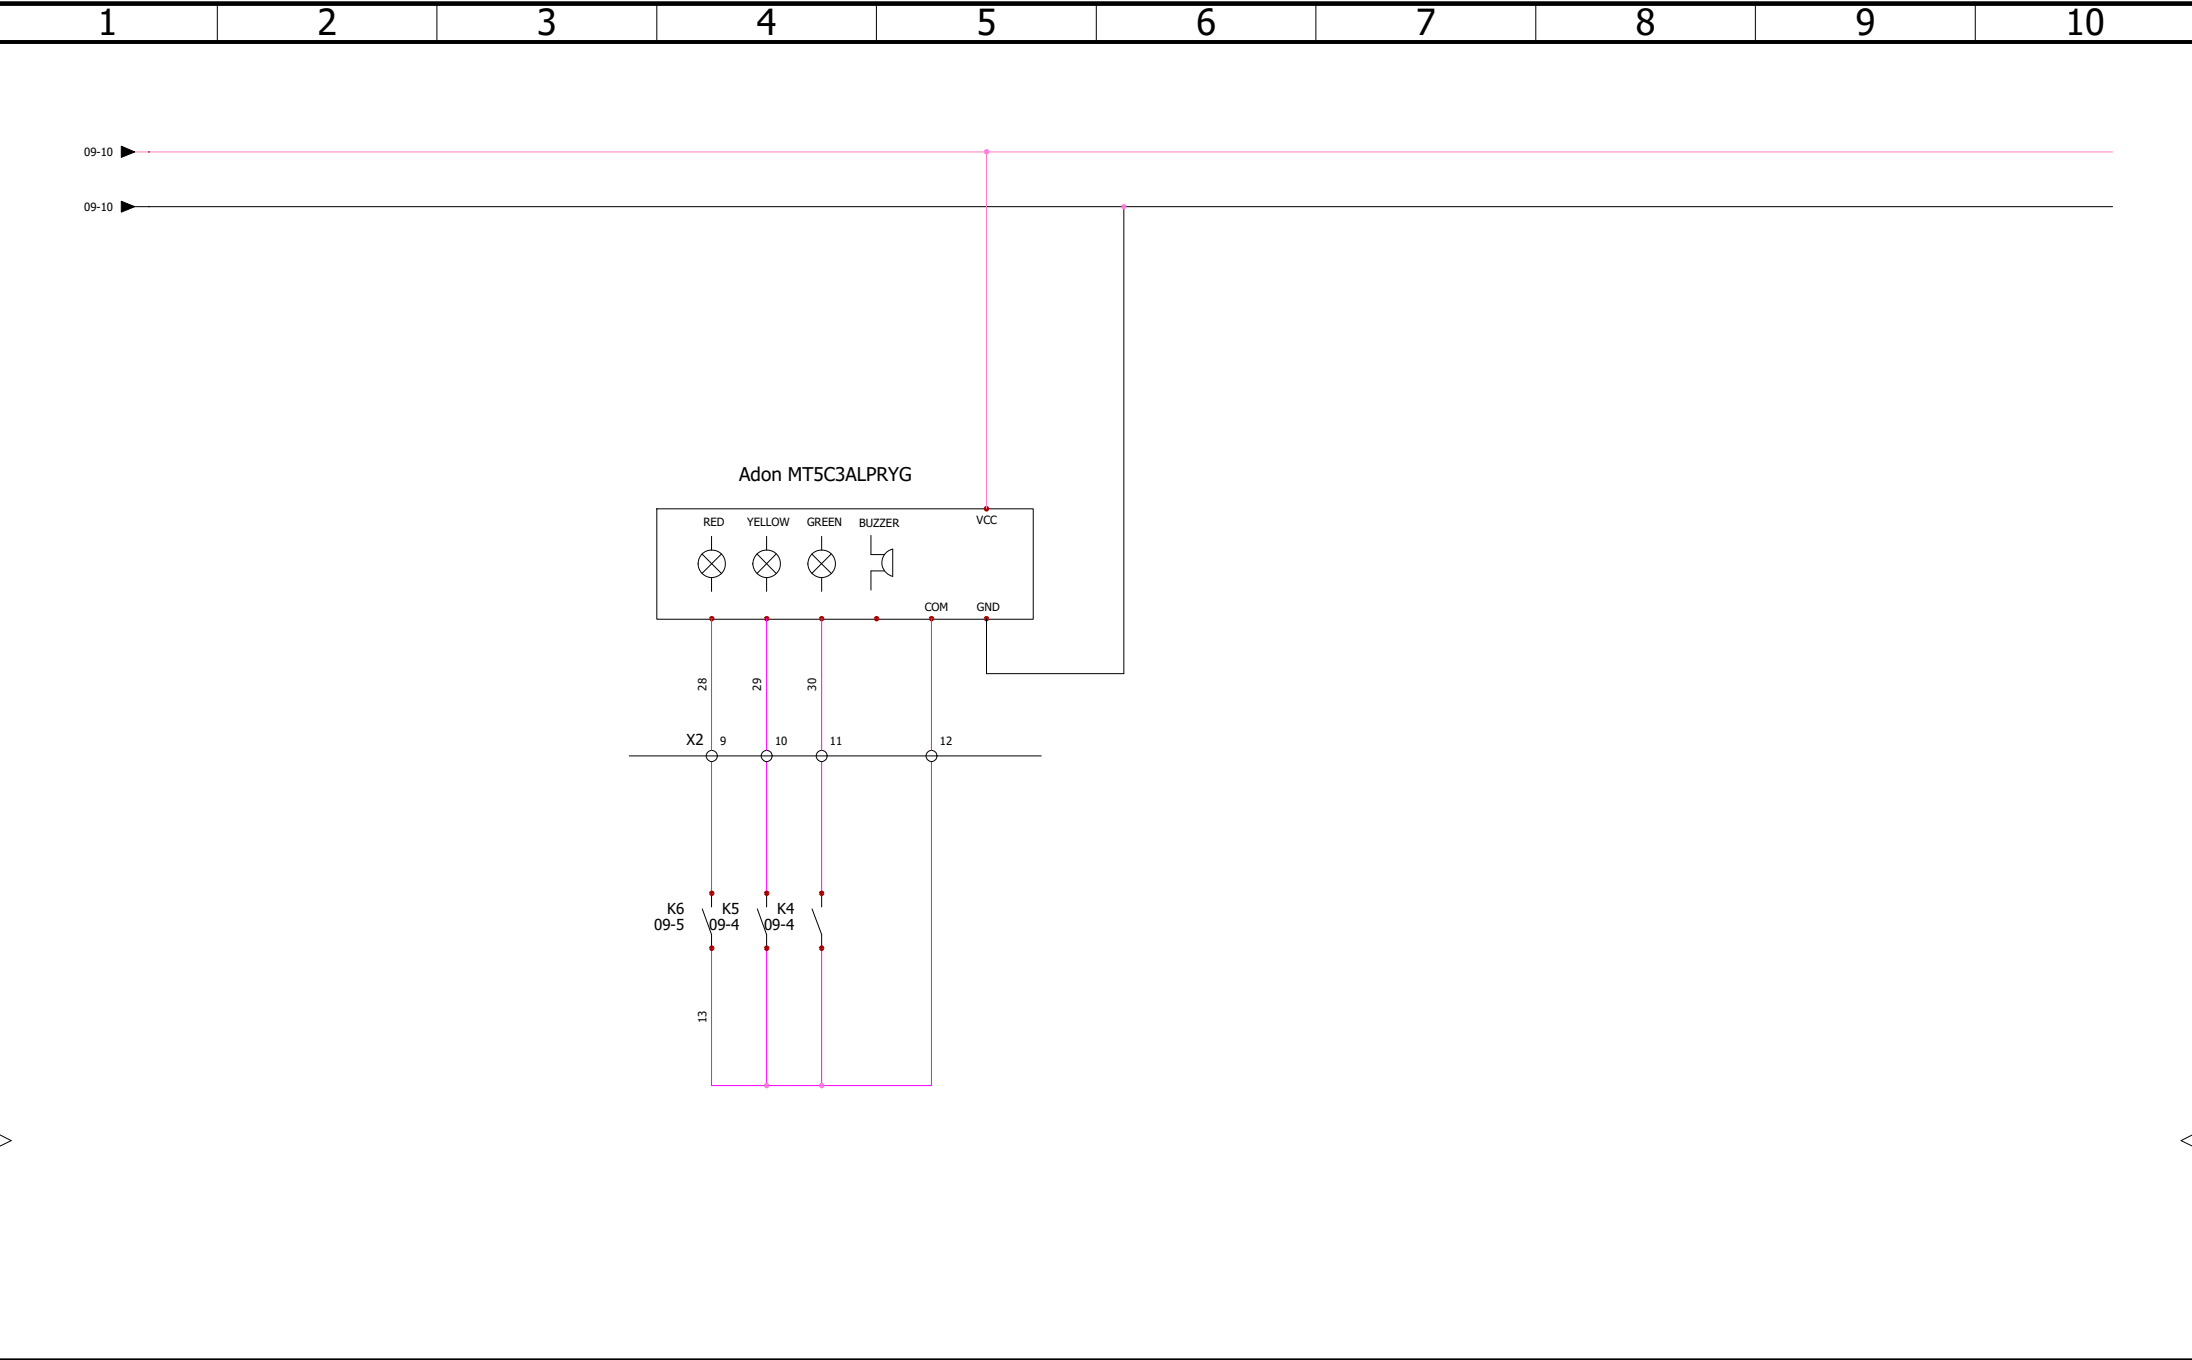 1 2 3 4 5 6 7 8 9 10
09-10
09-10
Adon MT5C3ALPRYG
RED YELLOW GREEN BUZZER VCC
COM GND
28 29 30
X2 9 10 11 12
K6 K5 K4
09-5 09-4 09-4
13